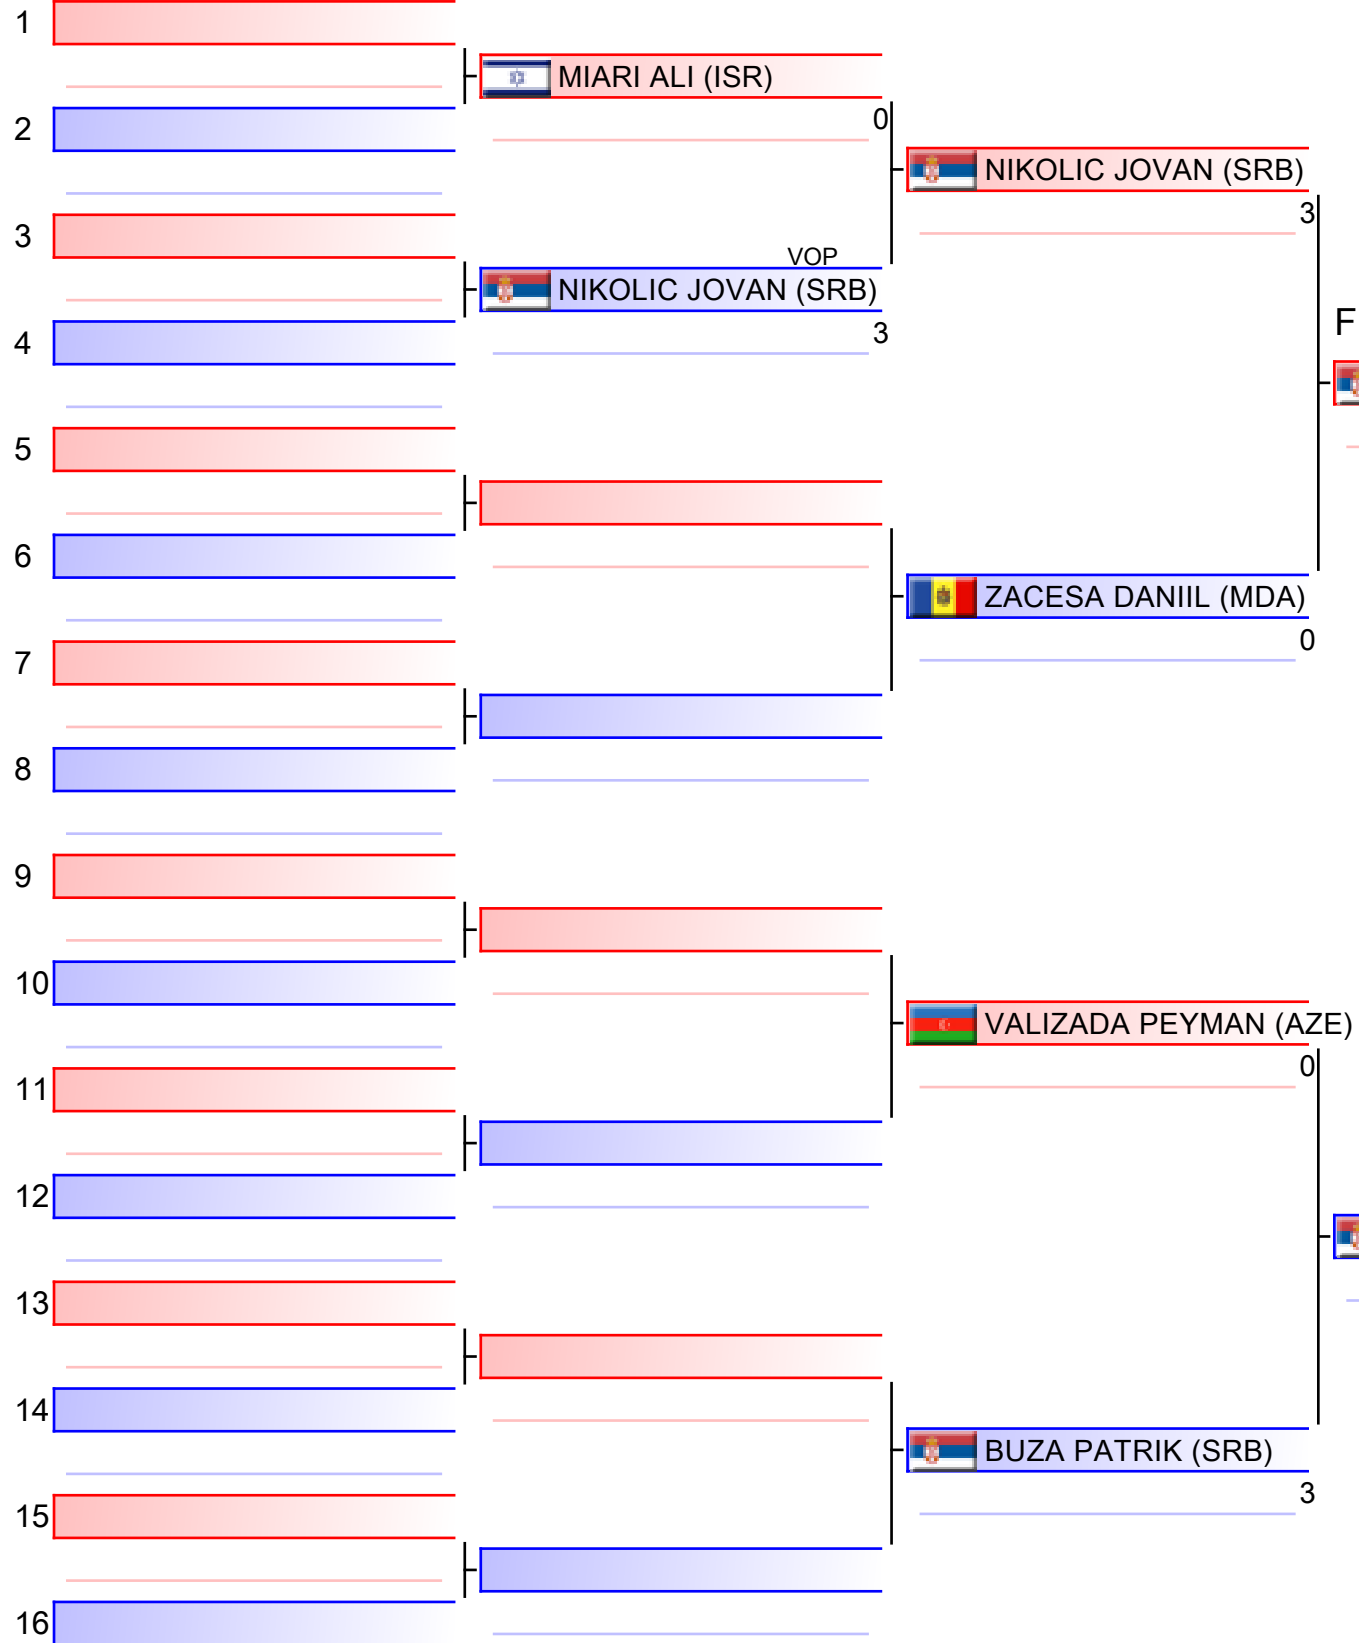 1
MIARI ALI (ISR)
0
2
NIKOLIC JOVAN (SRB)
3
3
VOP
NIKOLIC JOVAN (SRB)
3
4
F
5
6
ZACESA DANIIL (MDA)
0
7
8
9
10
VALIZADA PEYMAN (AZE)
0
11
12
13
14
BUZA PATRIK (SRB)
3
15
16